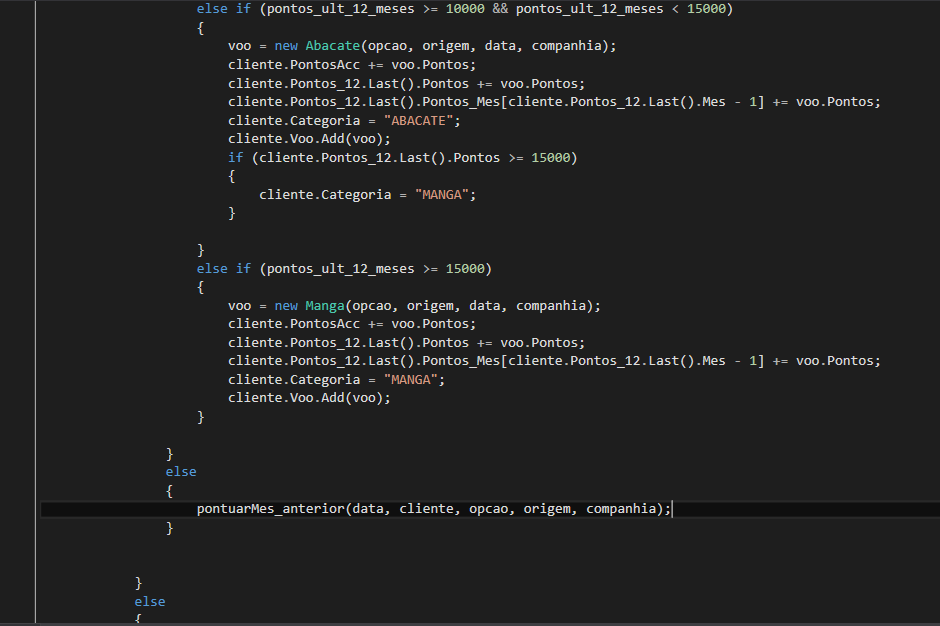 else if (pontos_ult_12_meses >= 10000 && pontos_ult_12_meses < 15000)
{
voo = new Abacate(opcao, origem, data, companhia);
cliente.PontosAcc += voo.Pontos;
cliente.Pontos_12.Last().Pontos += voo.Pontos;
cliente.Pontos_12.Last().Pontos_Mes[cliente.Pontos_12.Last().Mes - 1] += voo.Pontos;
cliente.Categoria = "ABACATE";
cliente.Voo.Add(voo);
if (cliente.Pontos_12.Last().Pontos >= 15000)
{
cliente.Categoria = "MANGA";
}
}
else if (pontos_ult_12_meses >= 15000)
{
voo = new Manga(opcao, origem, data, companhia);
cliente.PontosAcc += voo.Pontos;
cliente.Pontos_12.Last().Pontos += voo.Pontos;
cliente.Pontos_12.Last().Pontos_Mes[cliente.Pontos_12.Last().Mes - 1] += voo.Pontos;
cliente.Categoria = "MANGA";
cliente.Voo.Add(voo);
}
}
else
{
pontuarMes_anterior(data, cliente, opcao, origem, companhia);
}
}
else
{